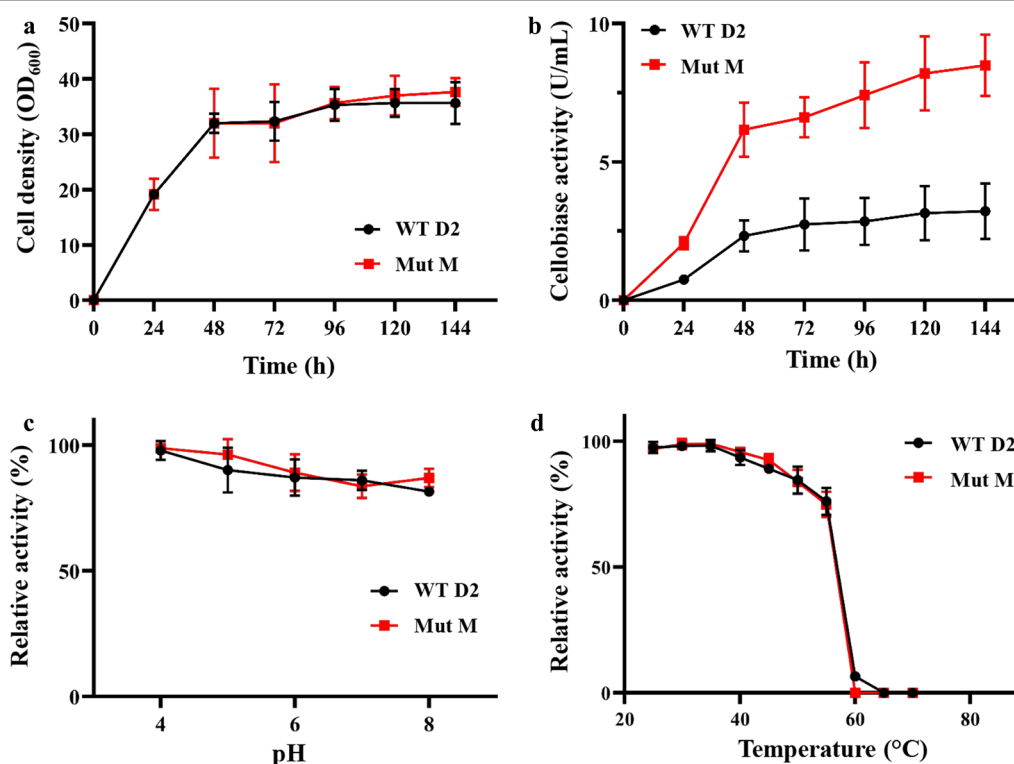 a
50
40
30
20
10
0
Cell density (OD600)
WT D2
Mut M
0 24 48 72 96 120 144
Time (h)
b
10
5
0
Cellobiase activity (U/mL)
WT D2
Mut M
0 24 48 72 96 120 144
Time (h)
c
100
50
0
Relative activity (%)
WT D2
Mut M
4 6 8
pH
d
100
50
0
Relative activity (%)
WT D2
Mut M
20 40 60 80
Temperature (°C)